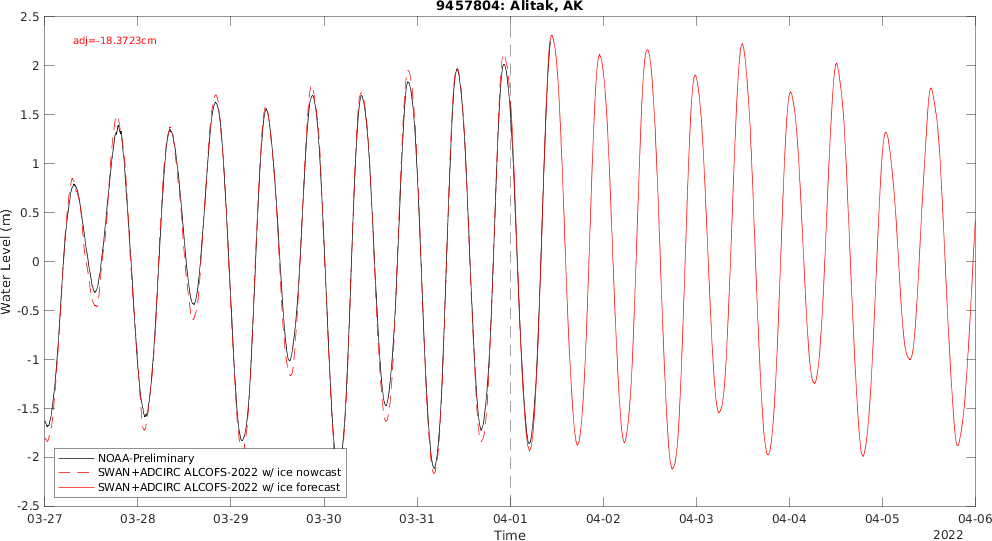 9457804: Alitak, AK
adj=-18.3723cm
2.5
2
1.5
1
0.5
0
-0.5
-1
-1.5
-2
-2.5
Water Level (m)
NOAA-Preliminary
SWAN+ADCIRC ALCOFS-2022 w/ ice nowcast
SWAN+ADCIRC ALCOFS-2022 w/ ice forecast
03-27 03-28 03-29 03-30 03-31 04-01 04-02 04-03 04-04 04-05 04-06
Time
2022